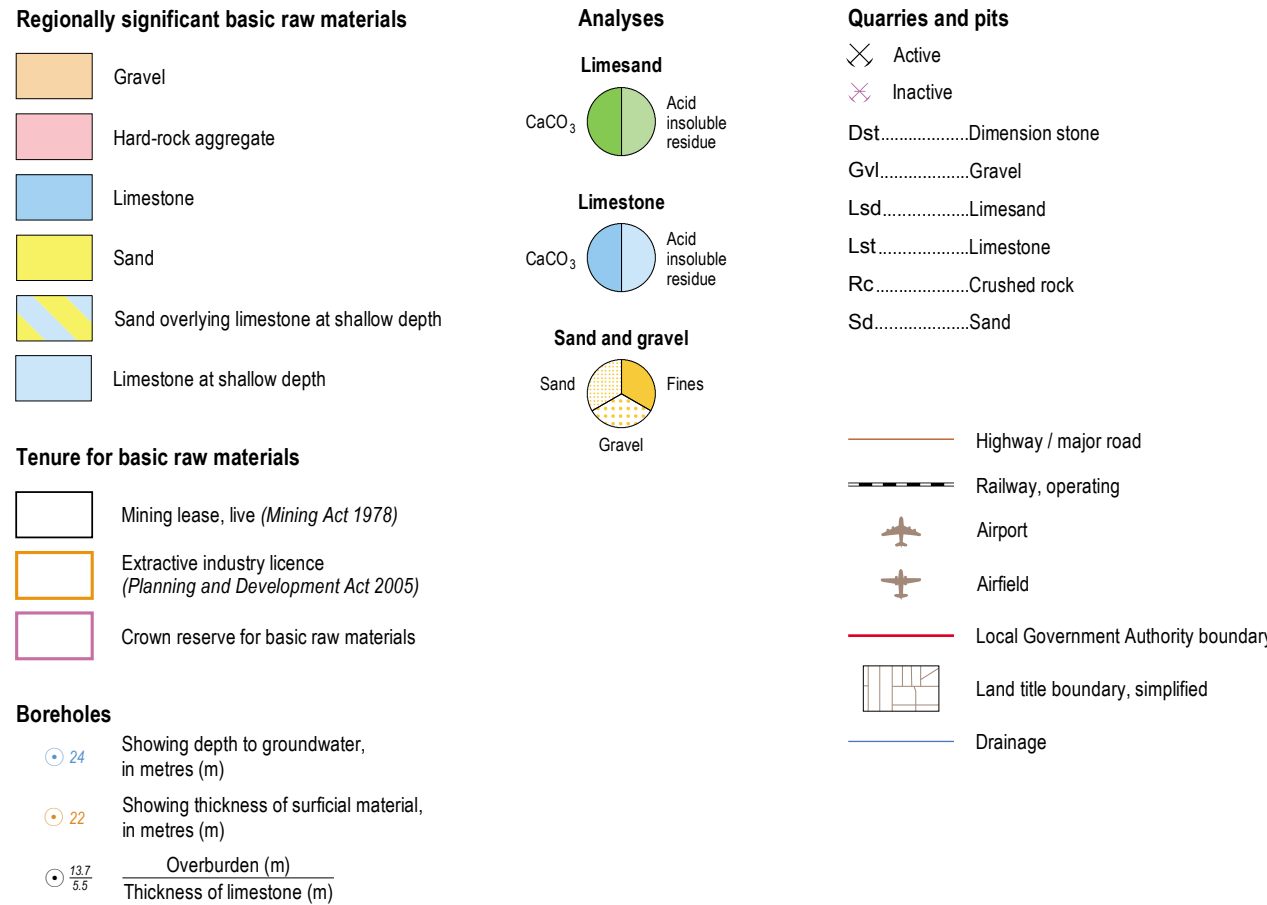 Regionally significant basic raw materials
Gravel
Hard-rock aggregate
Limestone
Sand
Sand overlying limestone at shallow depth
Limestone at shallow depth
Tenure for basic raw materials
Mining lease, live (Mining Act 1978)
Extractive industry licence
(Planning and Development Act 2005)
Crown reserve for basic raw materials
Boreholes
24
Showing depth to groundwater,
in metres (m)
22
Showing thickness of surficial material,
in metres (m)
13.7
5.5
Overburden (m)
Thickness of limestone (m)
Analyses
Limesand
CaCO3
Acid
insoluble
residue
Limestone
CaCO3
Acid
insoluble
residue
Sand and gravel
Sand
Fines
Gravel
Quarries and pits
Active
Inactive
Dst...................Dimension stone
Gvl...................Gravel
Lsd...................Limesand
Lst...................Limestone
Rc....................Crushed rock
Sd....................Sand
Highway / major road
Railway, operating
Airport
Airfield
Local Government Authority boundary
Land title boundary, simplified
Drainage